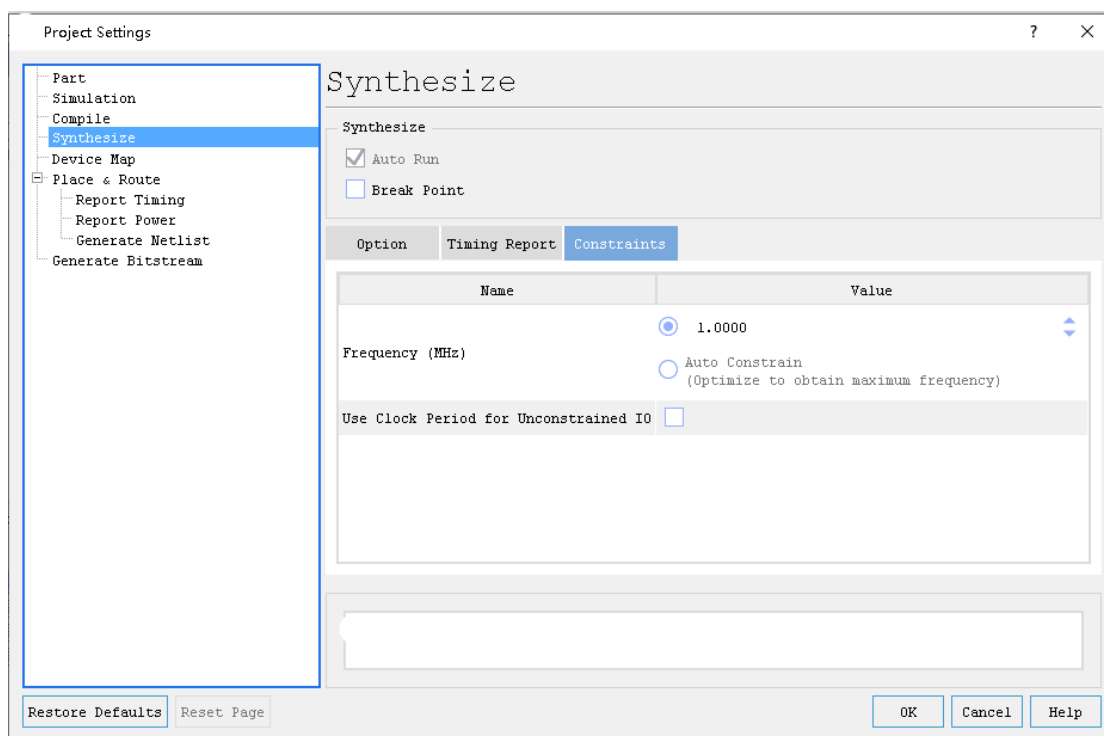 Project Settings
?
Part
Simulation
Compile
Synthesize
Device Map
Place & Route
Report Timing
Report Power
Generate Netlist
Generate Bitstream
Synthesize
Synthesize
Auto Run
Break Point
Option Timing Report Constraints
Name Value
Frequency (MHz)
1.0000
Auto Constrain
(Optimize to obtain maximum frequency)
Use Clock Period for Unconstrained IO
Restore Defaults Reset Page OK Cancel Help